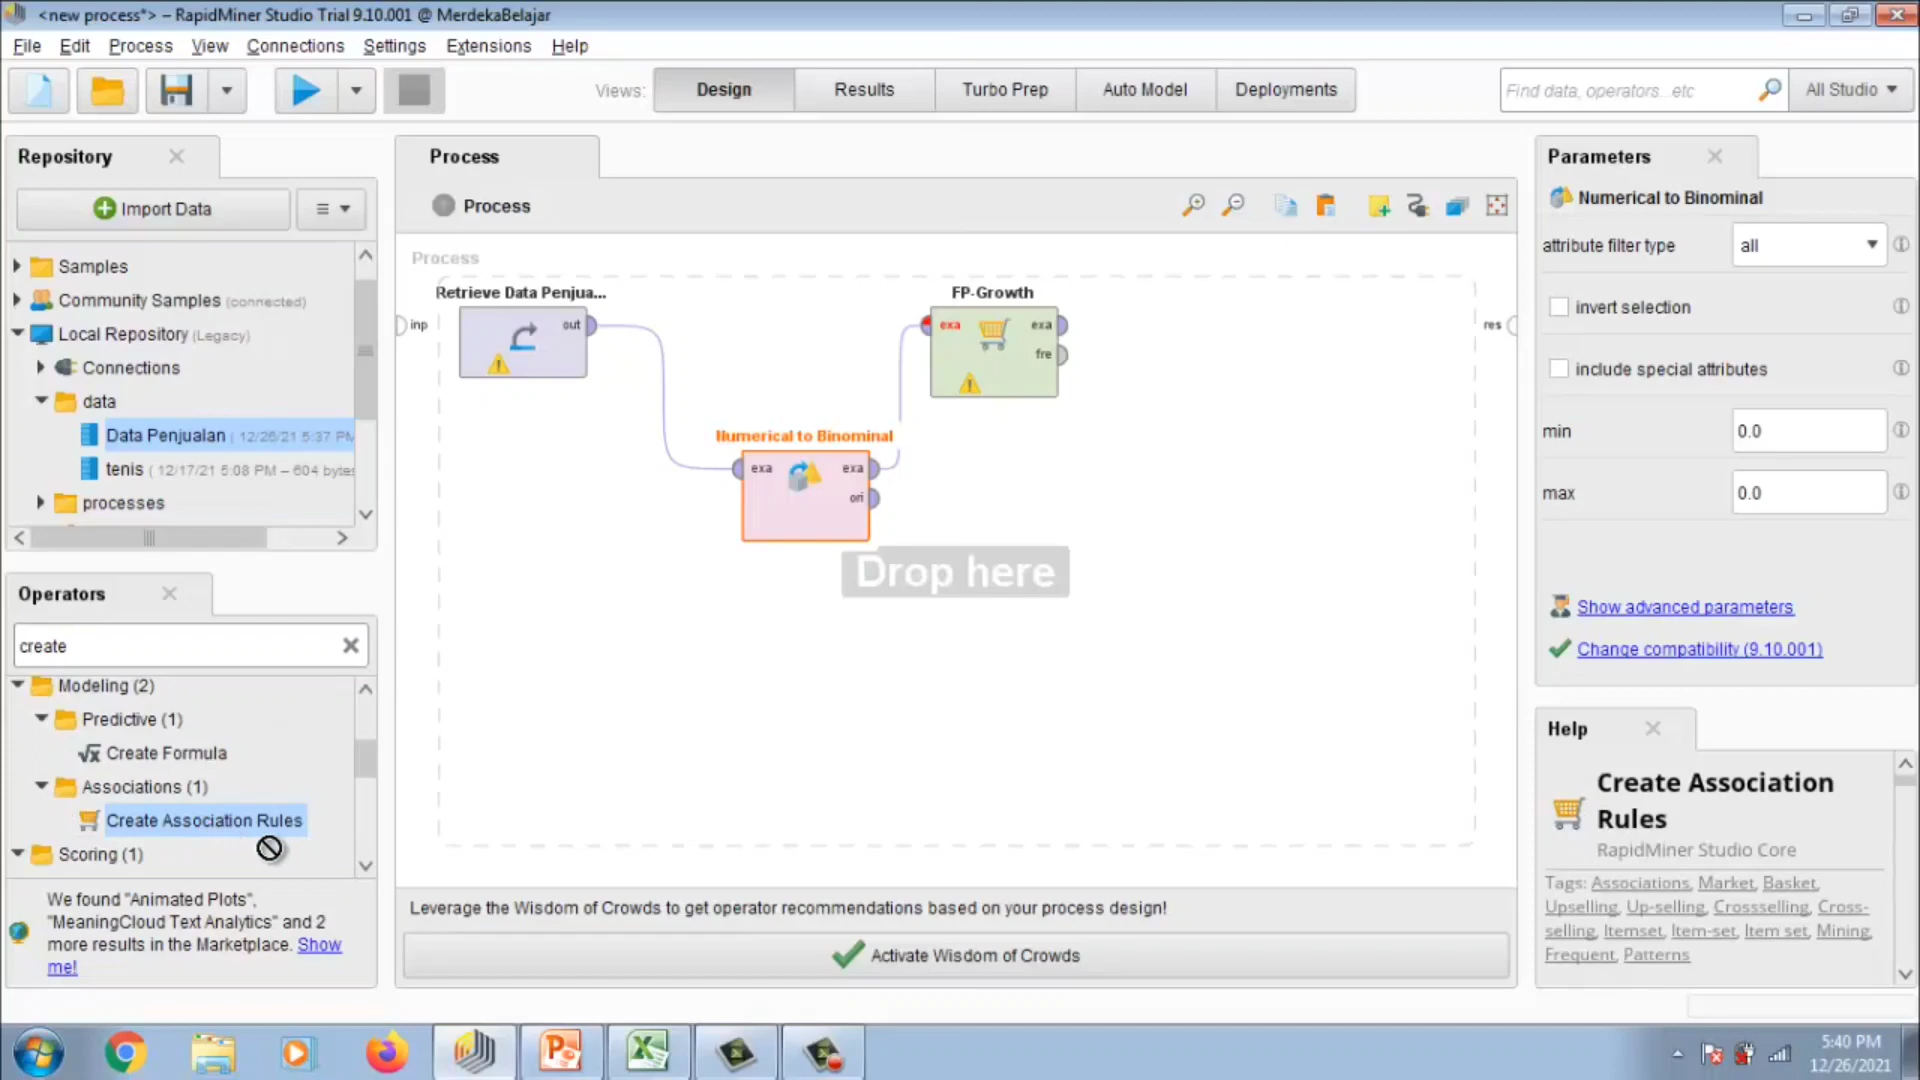 <new process*> – RapidMiner Studio Trial 9.10.001 @ MerdekaBelajar
File Edit Process View Connections Settings Extensions Help
Views: Design Results Turbo Prep Auto Model Deployments
Find data, operators...etc
All Studio
Repository
Import Data
Samples
Community Samples (connected)
Local Repository (Legacy)
Connections
data
Data Penjualan ( 12/26/21 5:37 PM
tenis ( 12/17/21 5:08 PM – 604 bytes
processes
Operators
create
Modeling (2)
Predictive (1)
Create Formula
Associations (1)
Create Association Rules
Scoring (1)
We found "Animated Plots",
"MeaningCloud Text Analytics" and 2
more results in the Marketplace. Show
me!
Process
Process
Process
inp
Retrieve Data Penjua...
out
Numerical to Binominal
exa
exa
ori
FP-Growth
exa
exa
fre
res
Drop here
Leverage the Wisdom of Crowds to get operator recommendations based on your process design!
Activate Wisdom of Crowds
Parameters
Numerical to Binominal
attribute filter type
all
invert selection
include special attributes
min
0.0
max
0.0
Show advanced parameters
Change compatibility (9.10.001)
Help
Create Association
Rules
RapidMiner Studio Core
Tags: Associations, Market, Basket,
Upselling, Up-selling, Crossselling, Cross-
selling, Itemset, Item-set, Item set, Mining,
Frequent, Patterns
5:40 PM
12/26/2021